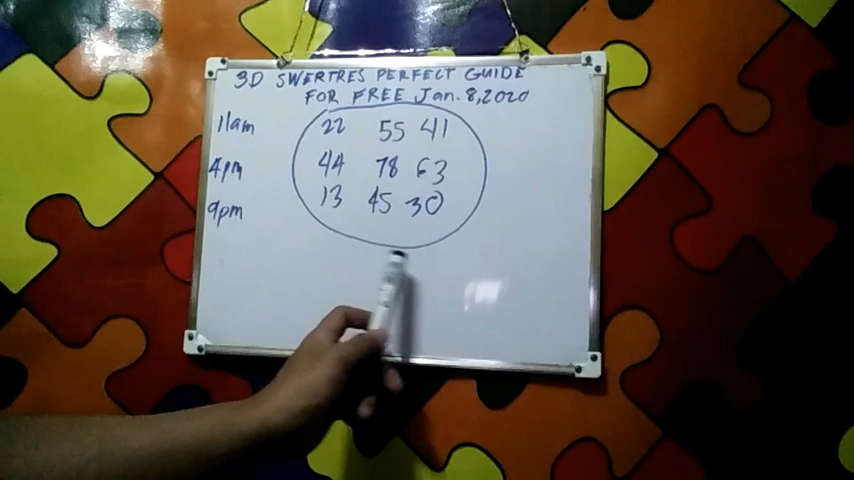 3D SWERTRES PERFECT GUIDE
FOR FREE Jan. 8, 2020
11am 22 55 41
4pm 44 78 63
9pm 13 45 30